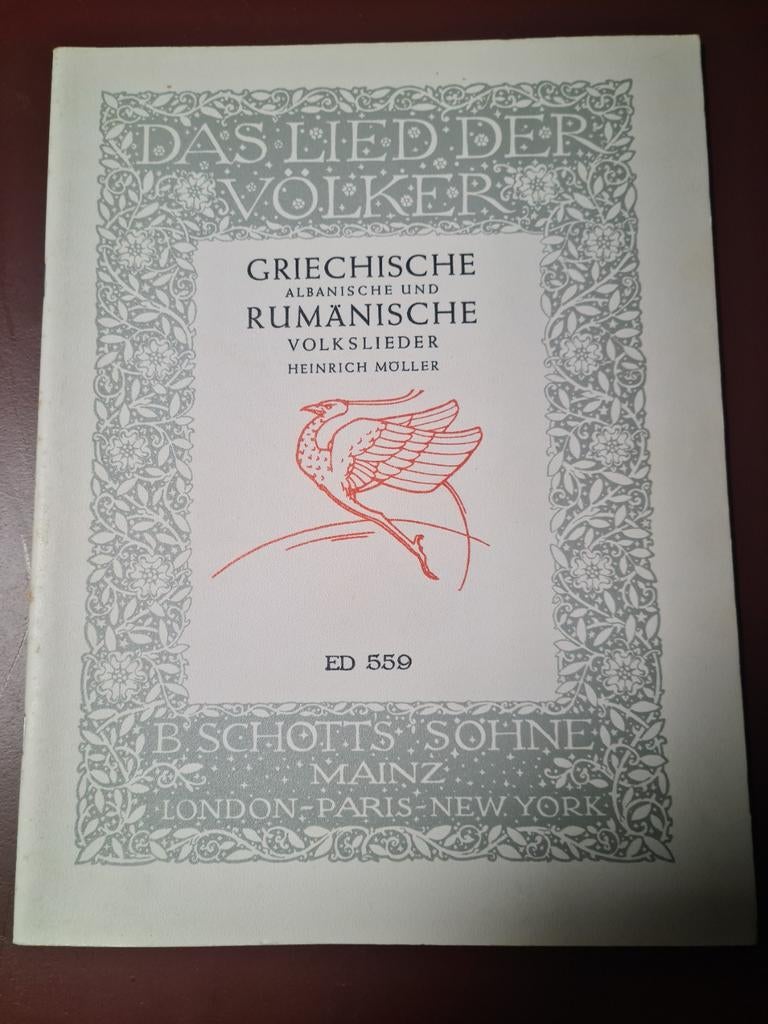 DAS LIED DER
VÖLKER
GRIECHISCHE
ALBANISCHE UND
RUMÄNISCHE
VOLKSLIEDER
HEINRICH MÖLLER
ED 559
B. SCHOTTS SÖHNE
MAINZ
LONDON-PARIS-NEW YORK